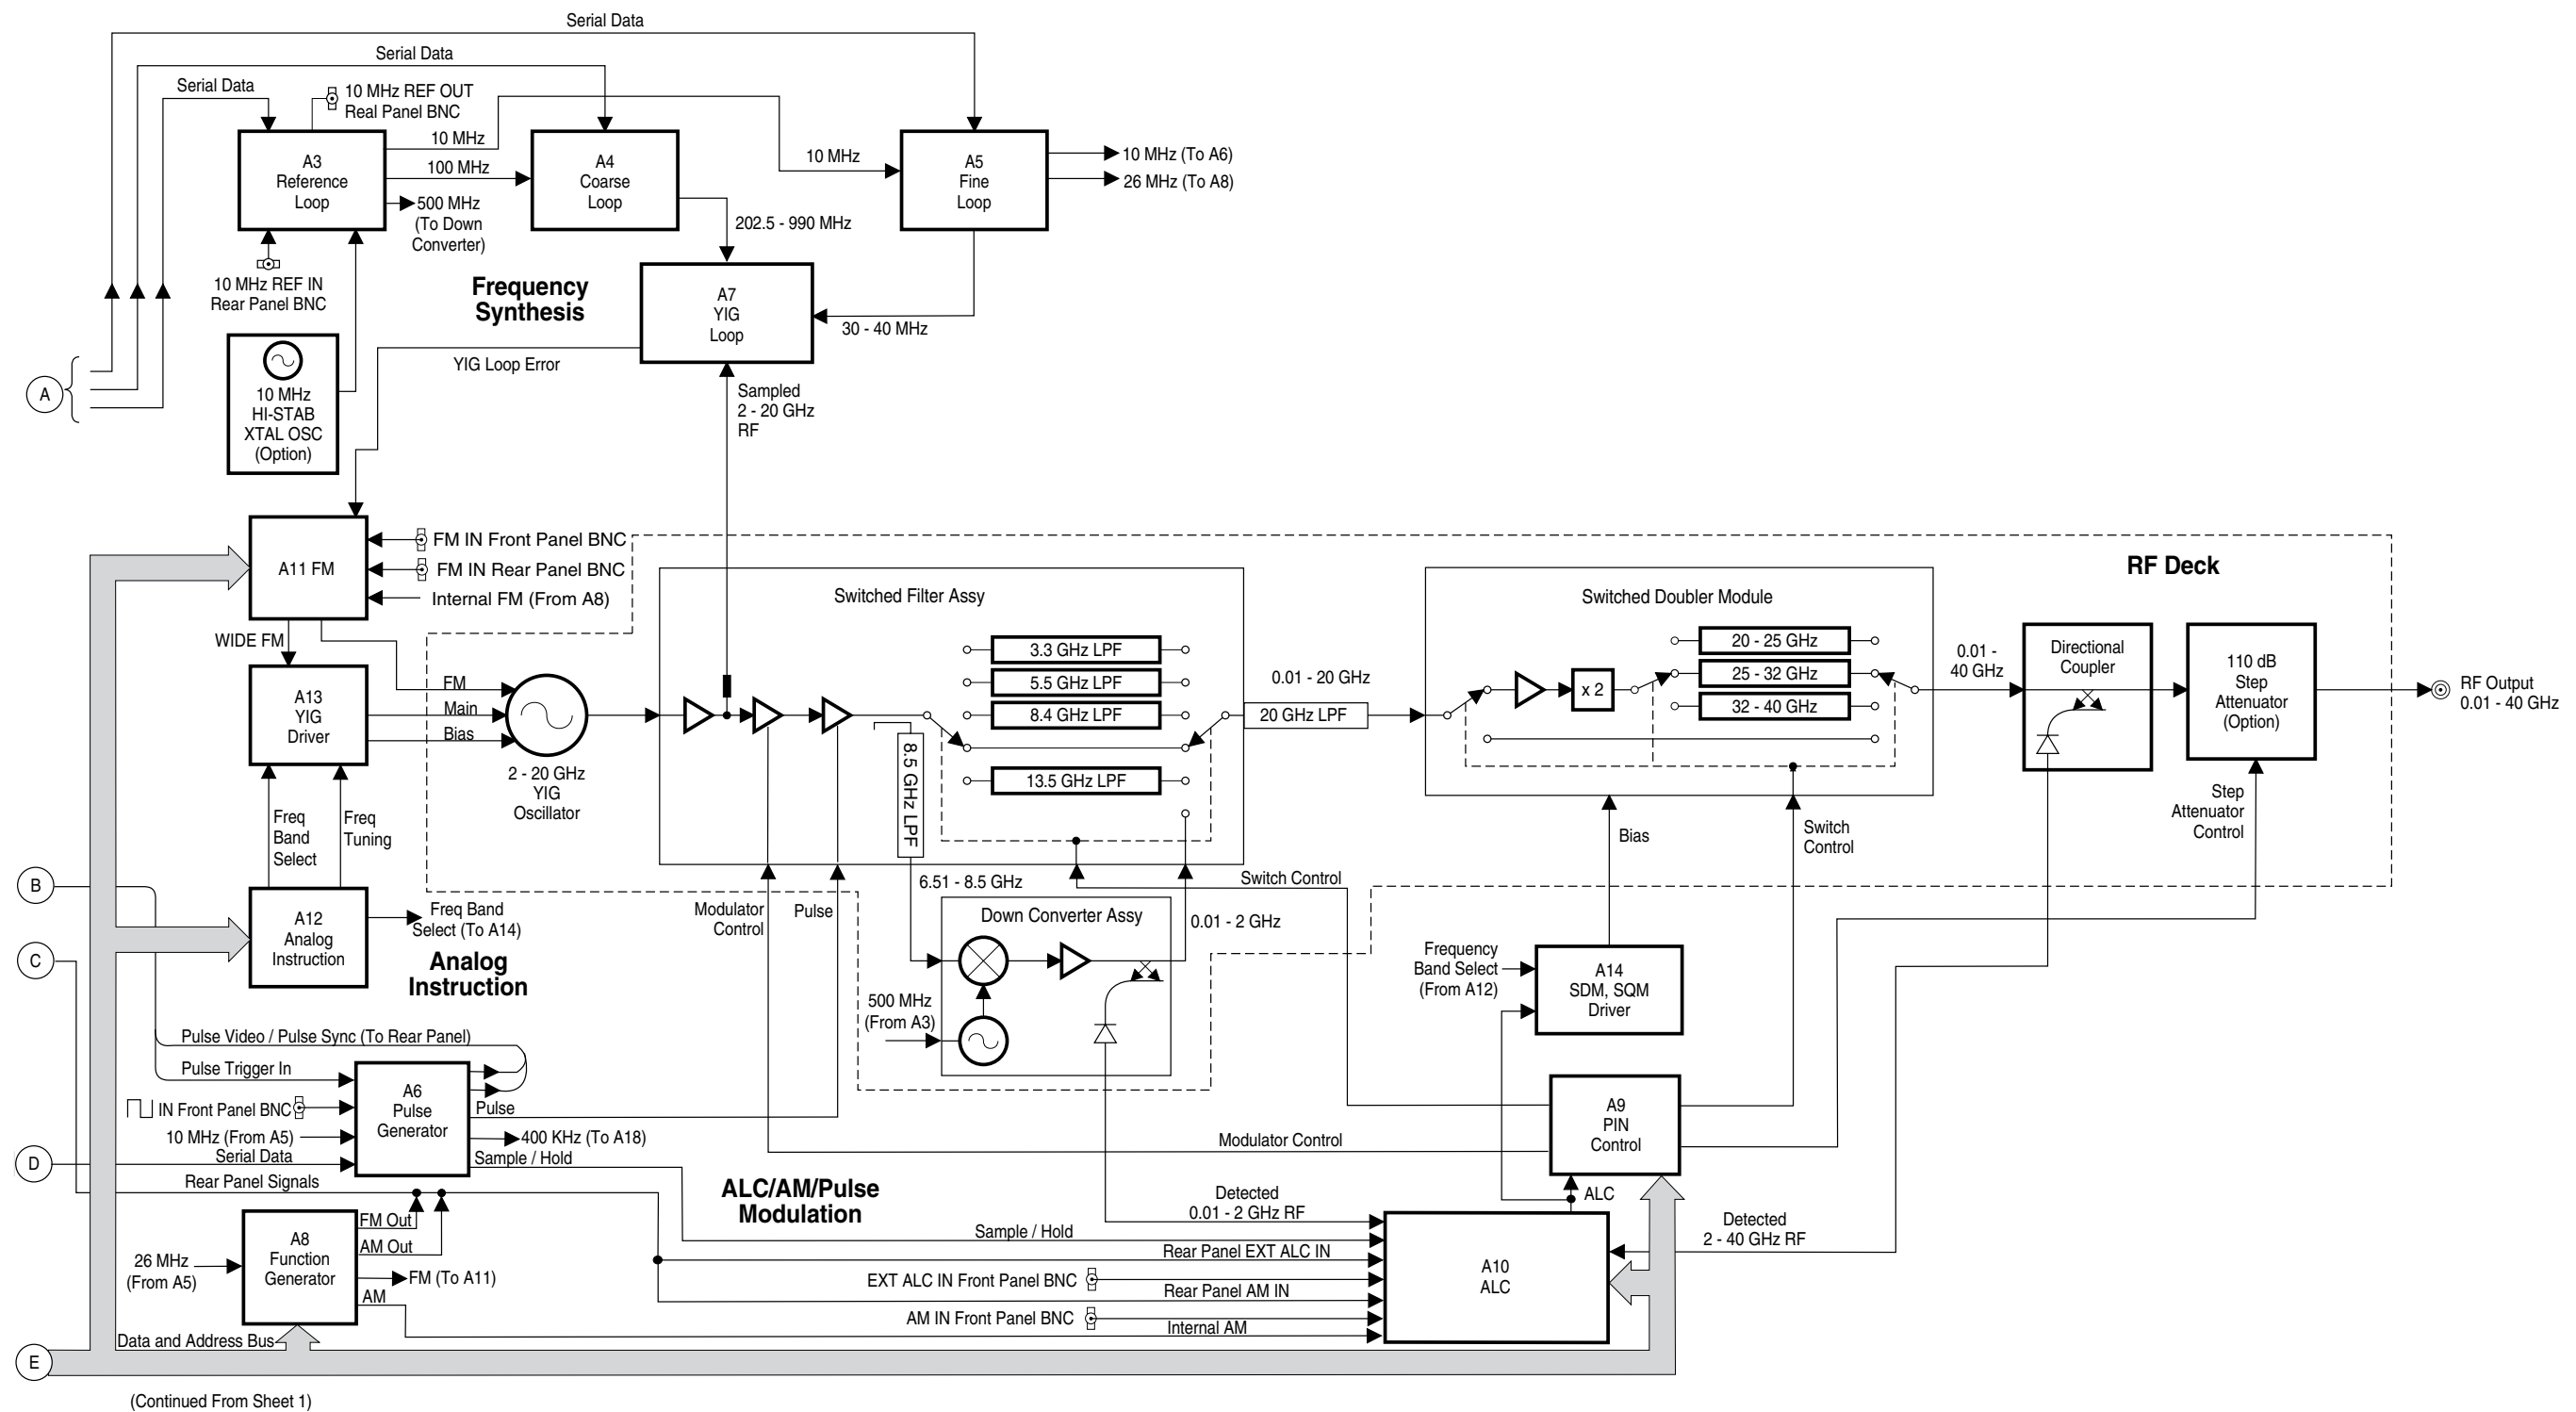 Serial Data
Serial Data
Serial Data
10 MHz REF OUT
Real Panel BNC
A3
Reference
Loop
10 MHz
100 MHz
500 MHz
(To Down
Converter)
A4
Coarse
Loop
10 MHz
A5
Fine
Loop
10 MHz (To A6)
26 MHz (To A8)
202.5 - 990 MHz
10 MHz REF IN
Rear Panel BNC
Frequency
Synthesis
A7
YIG
Loop
30 - 40 MHz
YIG Loop Error
A
10 MHz
HI-STAB
XTAL OSC
(Option)
Sampled
2 - 20 GHz
RF
A11 FM
FM IN Front Panel BNC
FM IN Rear Panel BNC
Internal FM (From A8)
WIDE FM
A13
YIG
Driver
FM
Main
Bias
2 - 20 GHz
YIG
Oscillator
Freq
Band
Select
Freq
Tuning
RF Deck
Switched Filter Assy
3.3 GHz LPF
5.5 GHz LPF
8.4 GHz LPF
13.5 GHz LPF
8.5 GHz LPF
0.01 - 20 GHz
20 GHz LPF
Switched Doubler Module
x 2
20 - 25 GHz
25 - 32 GHz
32 - 40 GHz
0.01 -
40 GHz
Directional
Coupler
110 dB
Step
Attenuator
(Option)
RF Output
0.01 - 40 GHz
Bias
Switch
Control
Step
Attenuator
Control
B
A12
Analog
Instruction
Freq Band
Select (To A14)
Analog
Instruction
C
Modulator
Control
Pulse
6.51 - 8.5 GHz
Switch Control
Down Converter Assy
0.01 - 2 GHz
500 MHz
(From A3)
Frequency
Band Select
(From A12)
A14
SDM, SQM
Driver
Pulse Video / Pulse Sync (To Rear Panel)
Pulse Trigger In
IN Front Panel BNC
10 MHz (From A5)
D
Serial Data
A6
Pulse
Generator
Pulse
400 KHz (To A18)
Sample / Hold
A9
PIN
Control
Modulator Control
Rear Panel Signals
ALC/AM/Pulse
Modulation
ALC
Detected
0.01 - 2 GHz RF
Detected
2 - 40 GHz RF
A8
Function
Generator
26 MHz
(From A5)
FM Out
AM Out
FM (To A11)
AM
Sample / Hold
Rear Panel EXT ALC IN
EXT ALC IN Front Panel BNC
Rear Panel AM IN
AM IN Front Panel BNC
Internal AM
A10
ALC
Data and Address Bus
E
(Continued From Sheet 1)